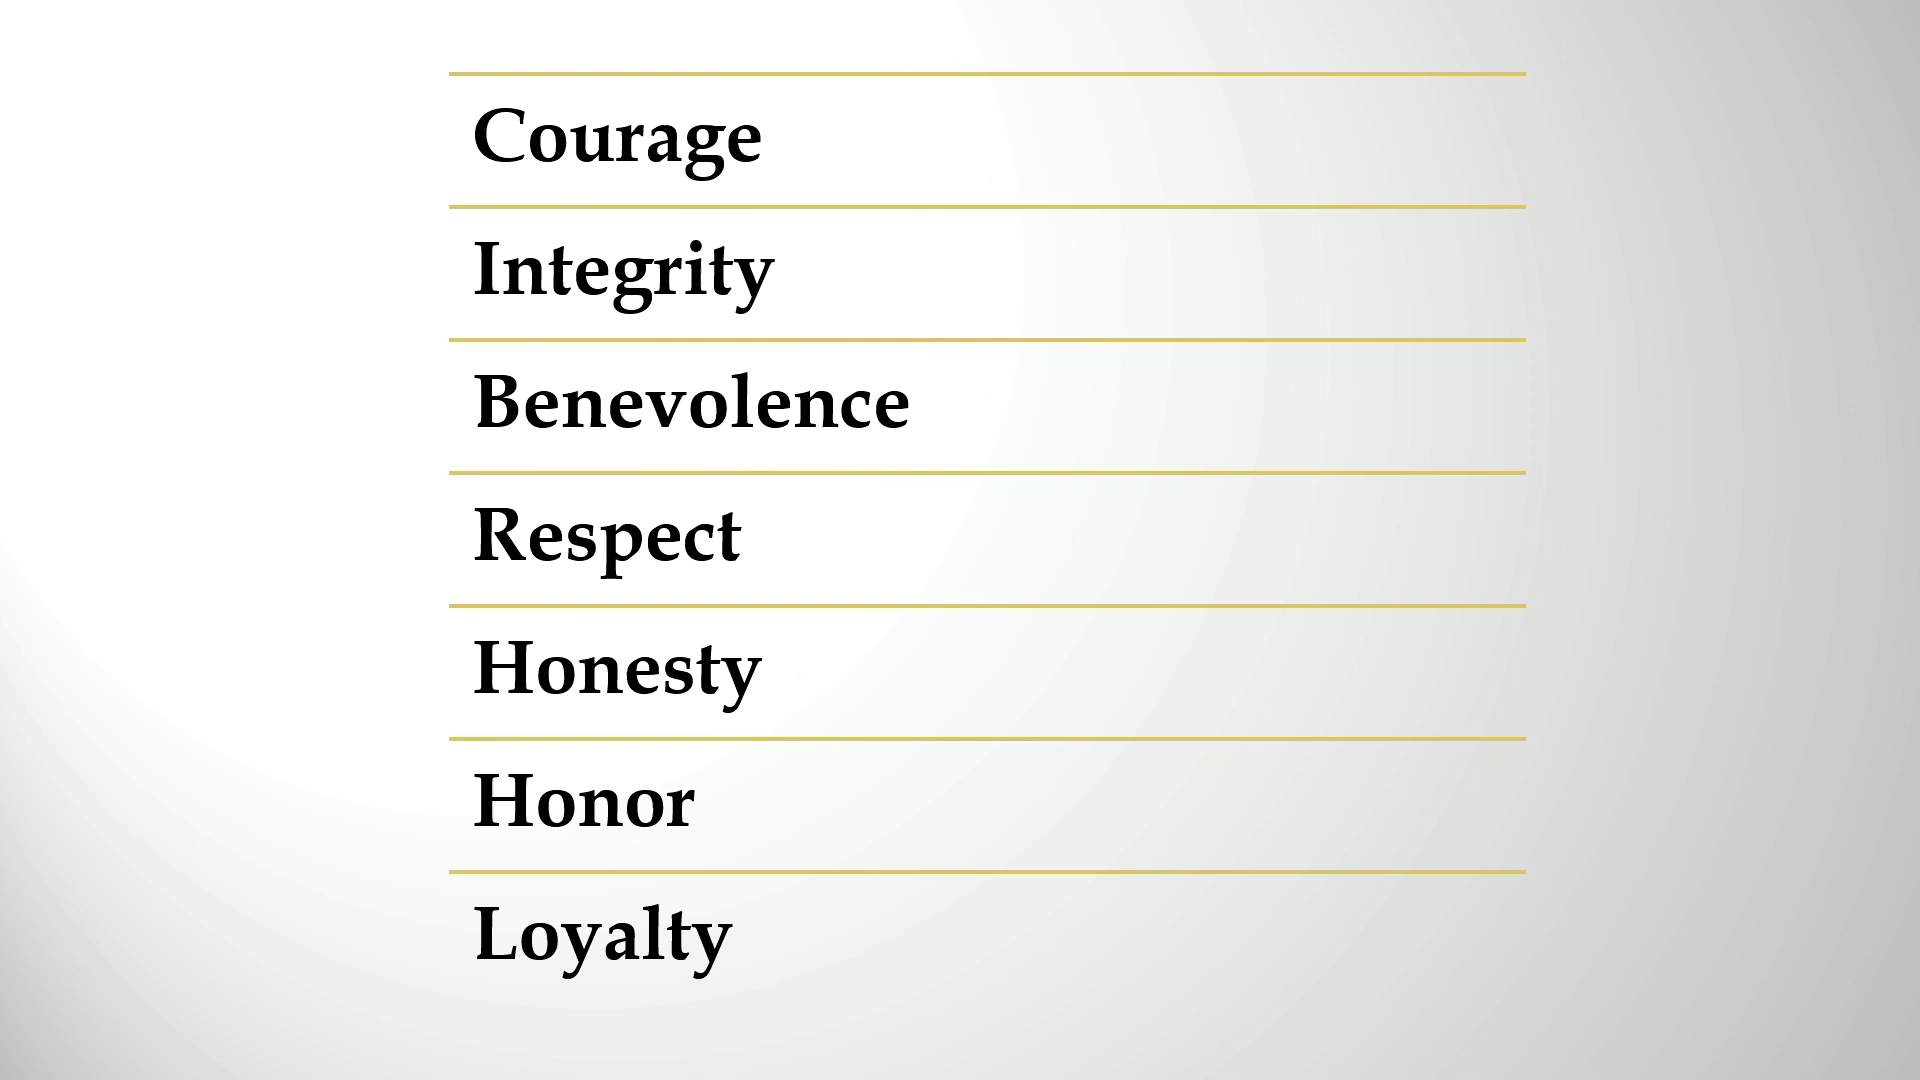 Courage
Integrity
Benevolence
Respect
Honesty
Honor
Loyalty